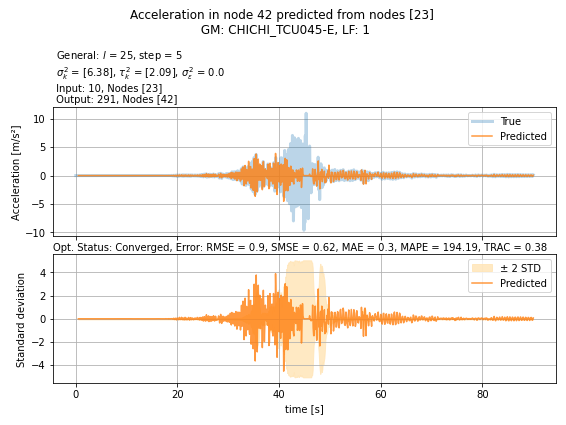 Acceleration in node 42 predicted from nodes [23]
GM: CHICHI_TCU045-E, LF: 1
General: l = 25, step = 5
σ²ₖ = [6.38], τ²ₖ = [2.09], σ²ε = 0.0
Input: 10, Nodes [23]
Output: 291, Nodes [42]
Acceleration [m/s²]
10
5
0
−5
−10
True
Predicted
Opt. Status: Converged, Error: RMSE = 0.9, SMSE = 0.62, MAE = 0.3, MAPE = 194.19, TRAC = 0.38
Standard deviation
4
2
0
−2
−4
± 2 STD
Predicted
0 20 40 60 80
time [s]